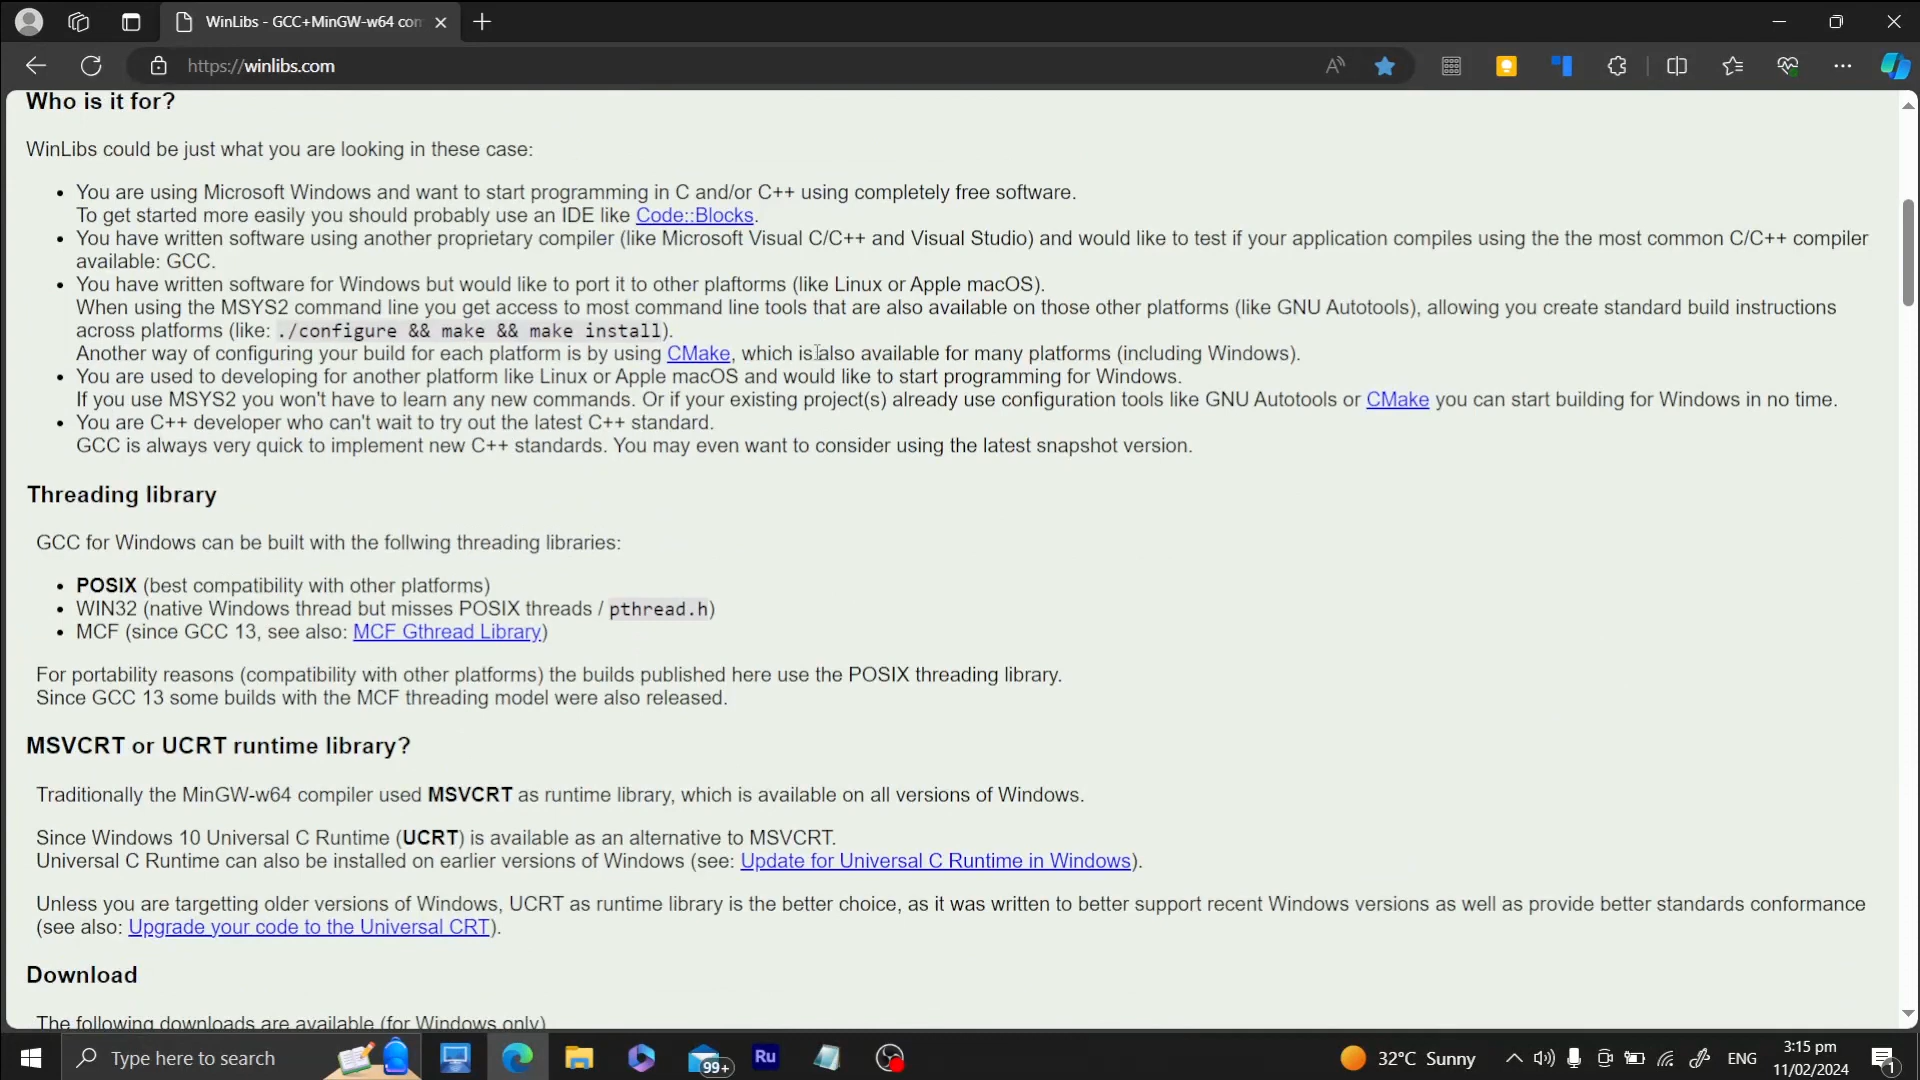 WinLibs - GCC+MinGW-w64 com
https://winlibs.com
Who is it for?
WinLibs could be just what you are looking in these case:
You are using Microsoft Windows and want to start programming in C and/or C++ using completely free software.
To get started more easily you should probably use an IDE like Code::Blocks.
You have written software using another proprietary compiler (like Microsoft Visual C/C++ and Visual Studio) and would like to test if your application compiles using the the most common C/C++ compiler
available: GCC.
You have written software for Windows but would like to port it to other platforms (like Linux or Apple macOS).
When using the MSYS2 command line you get access to most command line tools that are also available on those other platforms (like GNU Autotools), allowing you create standard build instructions
across platforms (like: ./configure && make && make install).
Another way of configuring your build for each platform is by using CMake, which is also available for many platforms (including Windows).
You are used to developing for another platform like Linux or Apple macOS and would like to start programming for Windows.
If you use MSYS2 you won't have to learn any new commands. Or if your existing project(s) already use configuration tools like GNU Autotools or CMake you can start building for Windows in no time.
You are C++ developer who can't wait to try out the latest C++ standard.
GCC is always very quick to implement new C++ standards. You may even want to consider using the latest snapshot version.
Threading library
GCC for Windows can be built with the follwing threading libraries:
POSIX (best compatibility with other platforms)
WIN32 (native Windows thread but misses POSIX threads / pthread.h)
MCF (since GCC 13, see also: MCF Gthread Library)
For portability reasons (compatibility with other platforms) the builds published here use the POSIX threading library.
Since GCC 13 some builds with the MCF threading model were also released.
MSVCRT or UCRT runtime library?
Traditionally the MinGW-w64 compiler used MSVCRT as runtime library, which is available on all versions of Windows.
Since Windows 10 Universal C Runtime (UCRT) is available as an alternative to MSVCRT.
Universal C Runtime can also be installed on earlier versions of Windows (see: Update for Universal C Runtime in Windows).
Unless you are targeting older versions of Windows, UCRT as runtime library is the better choice, as it was written to better support recent Windows versions as well as provide better standards conformance
(see also: Upgrade your code to the Universal CRT).
Download
The following downloads are available (for Windows only)
Type here to search
99+
Ru
32°C Sunny
ENG
3:15 pm
11/02/2024
1